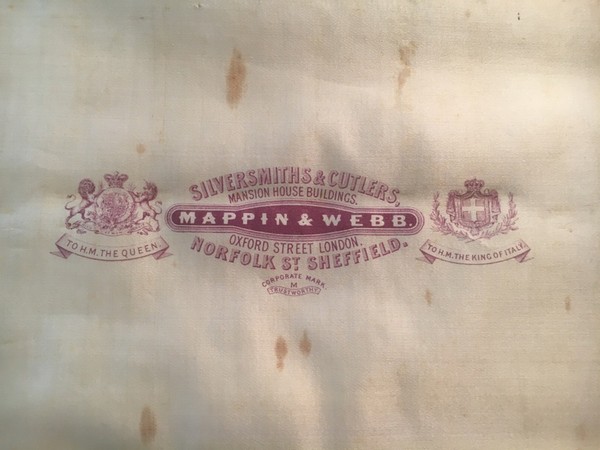 SILVERSMITHS & CUTLERS,
MANSION HOUSE BUILDINGS.
MAPPIN & WEBB.
OXFORD STREET LONDON.
NORFOLK ST SHEFFIELD.
CORPORATE MARK.
M
TRUSTWORTHY
TO H.M. THE QUEEN.
TO H.M. THE KING OF ITALY.